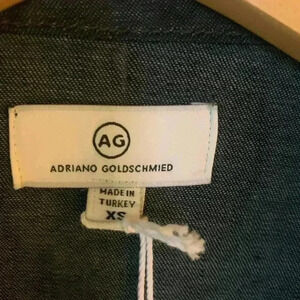 AG
ADRIANO GOLDSCHMIED
MADE IN
TURKEY
XS